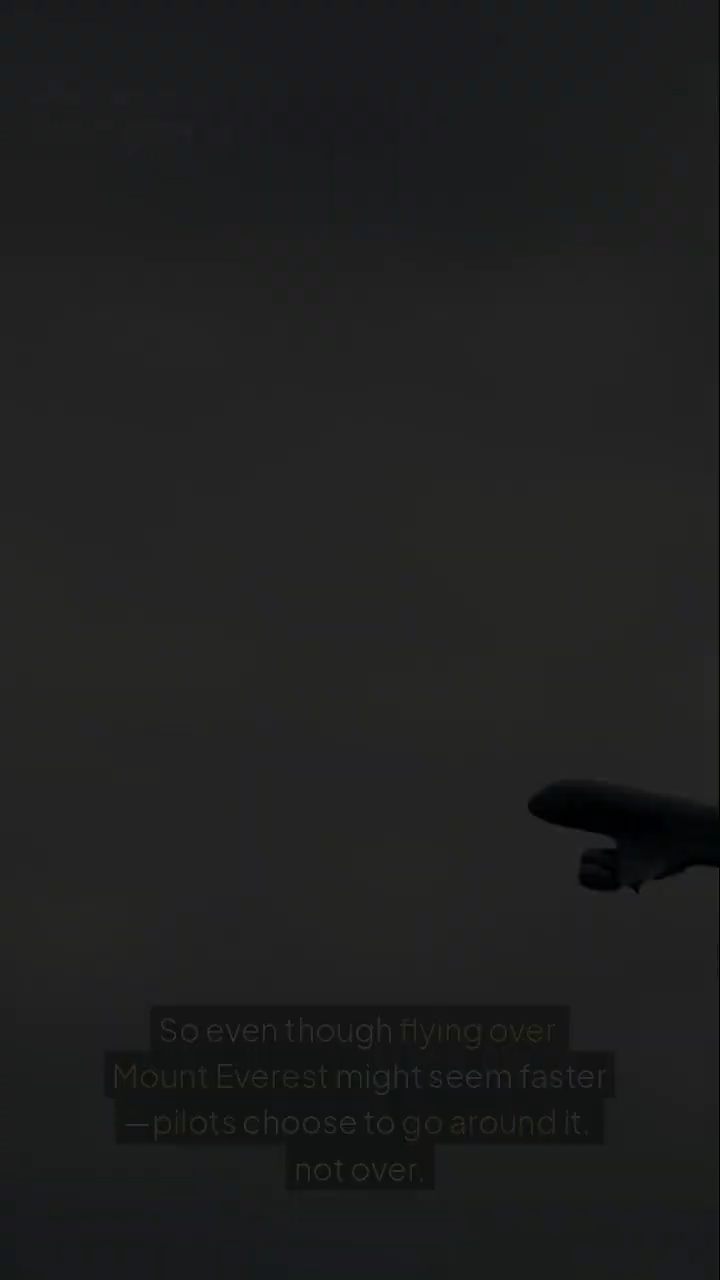 So even though flying over
Mount Everest might seem faster
—pilots choose to go around it,
not over.